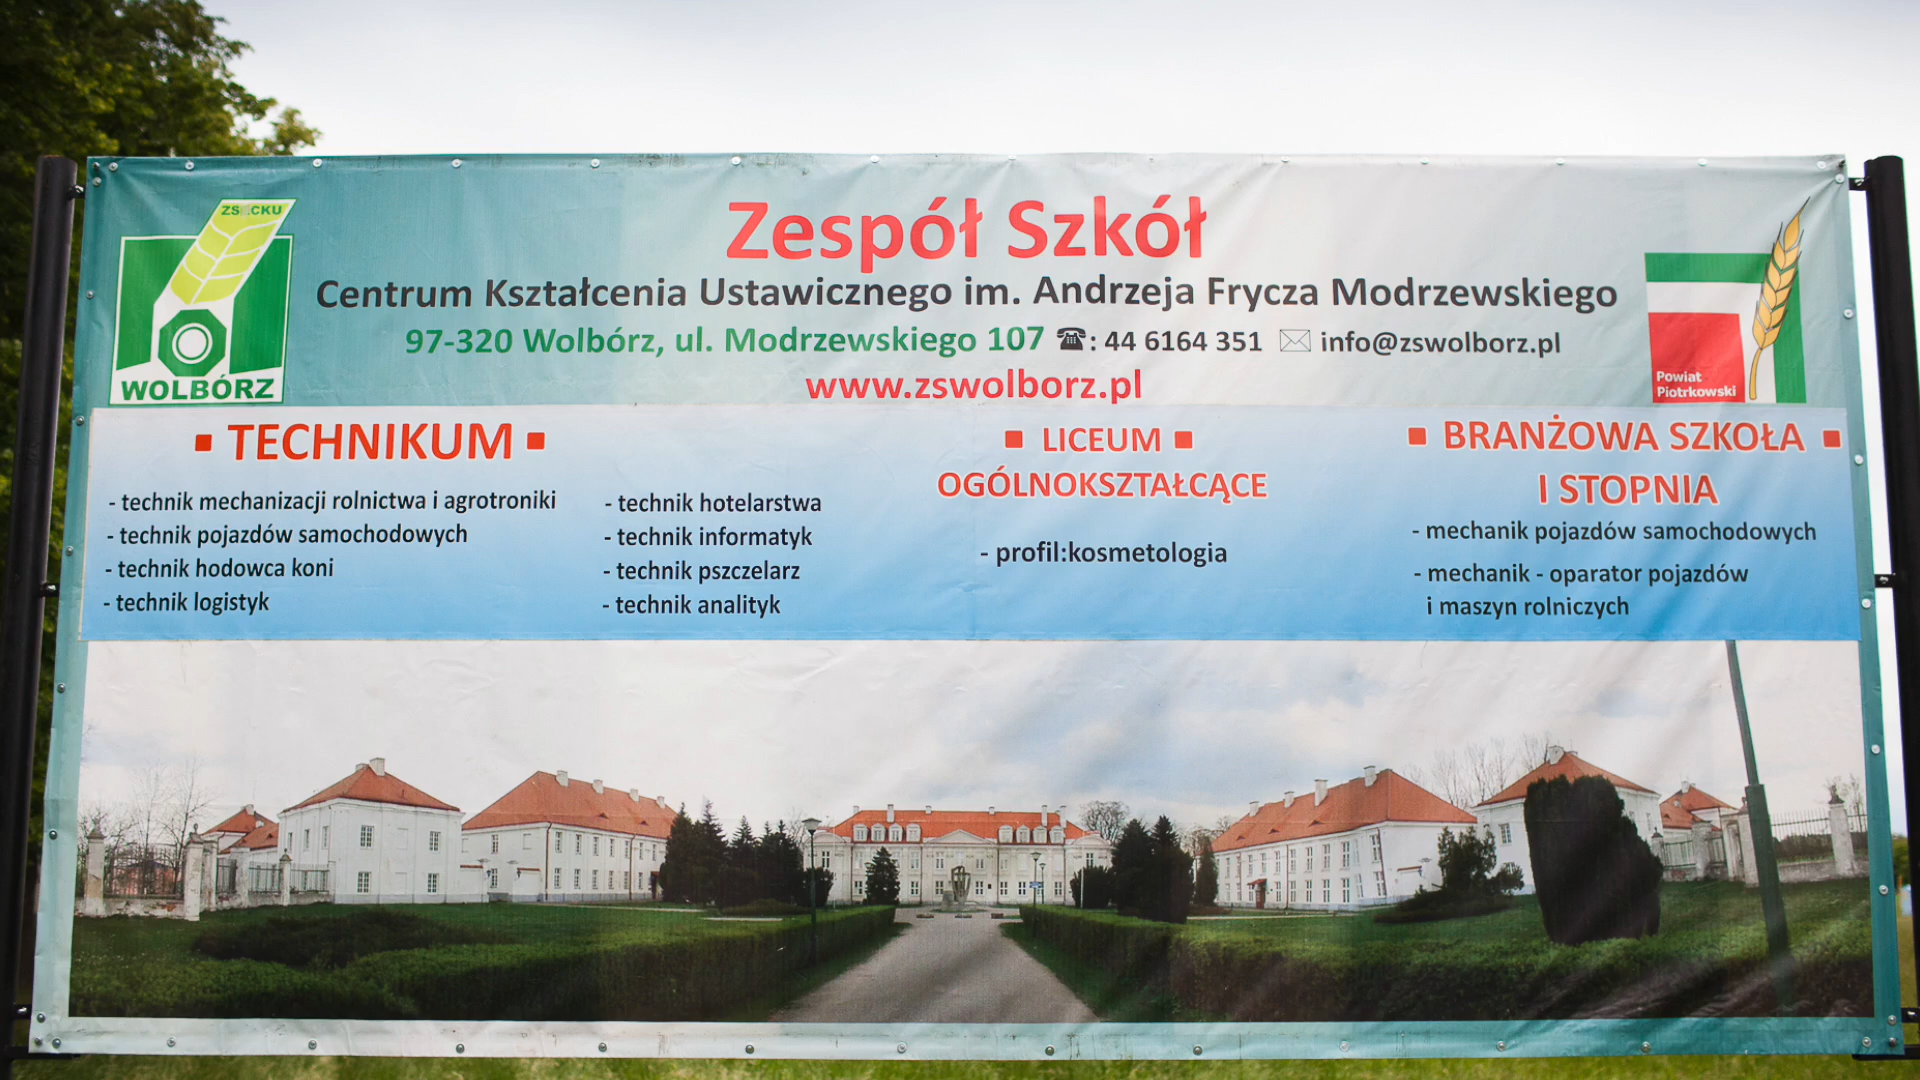 ZSCKU
WOLBÓRZ
Zespół Szkół
Centrum Kształcenia Ustawicznego im. Andrzeja Frycza Modrzewskiego
97-320 Wolbórz, ul. Modrzewskiego 107 ☎: 44 6164 351 ✉ info@zswolborz.pl
www.zswolborz.pl
Powiat
Piotrkowski
▪ TECHNIKUM ▪
- technik mechanizacji rolnictwa i agrotroniki
- technik pojazdów samochodowych
- technik hodowca koni
- technik logistyk
- technik hotelarstwa
- technik informatyk
- technik pszczelarz
- technik analityk
▪ LICEUM ▪
OGÓLNOKSZTAŁCĄCE
- profil:kosmetologia
▪ BRANŻOWA SZKOŁA ▪
I STOPNIA
- mechanik pojazdów samochodowych
- mechanik - oparator pojazdów
i maszyn rolniczych